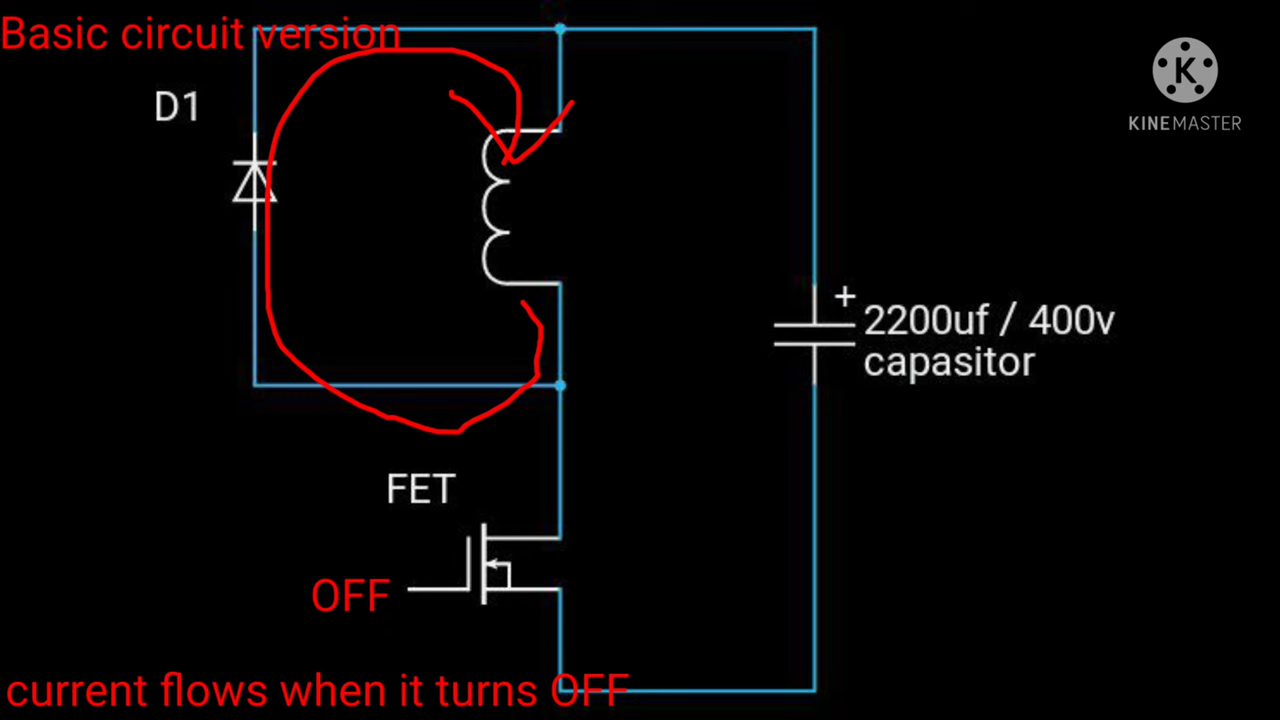 Basic circuit version
K
KINEMASTER
D1
+
2200uf / 400v
capasitor
FET
OFF
current flows when it turns OFF